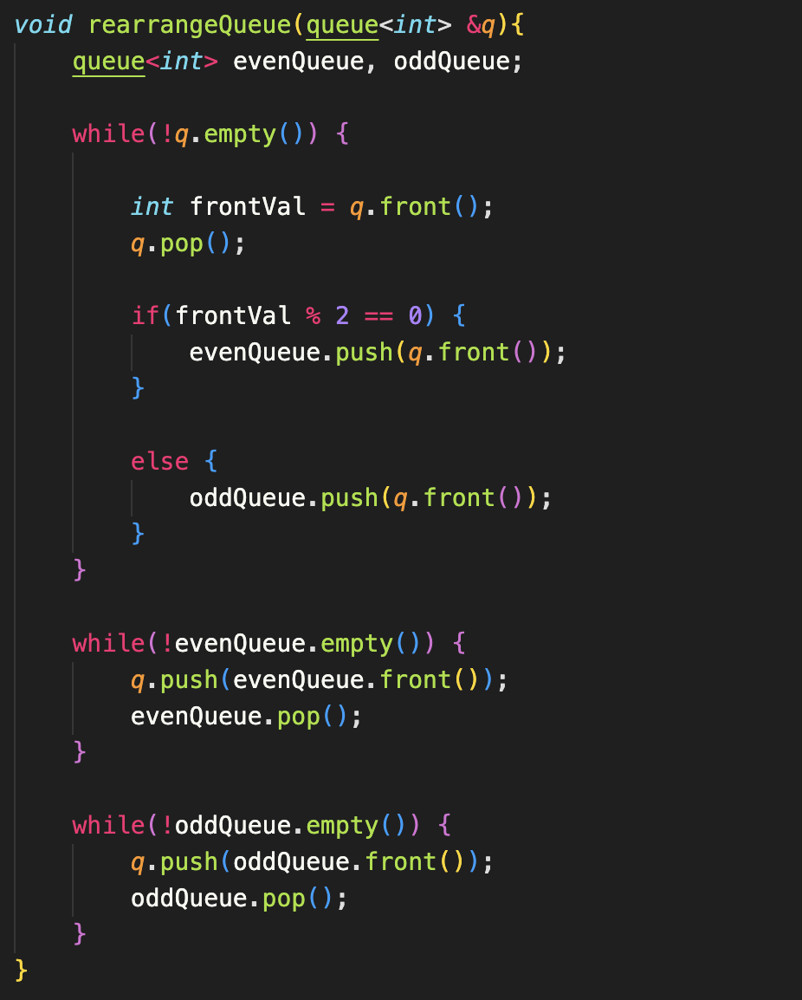 void rearrangeQueue(queue<int> &q){
    queue<int> evenQueue, oddQueue;
    while(!q.empty()) {
        int frontVal = q.front();
        q.pop();
        if(frontVal % 2 == 0) {
            evenQueue.push(q.front());
        }
        else {
            oddQueue.push(q.front());
        }
    }
    while(!evenQueue.empty()) {
        q.push(evenQueue.front());
        evenQueue.pop();
    }
    while(!oddQueue.empty()) {
        q.push(oddQueue.front());
        oddQueue.pop();
    }
}